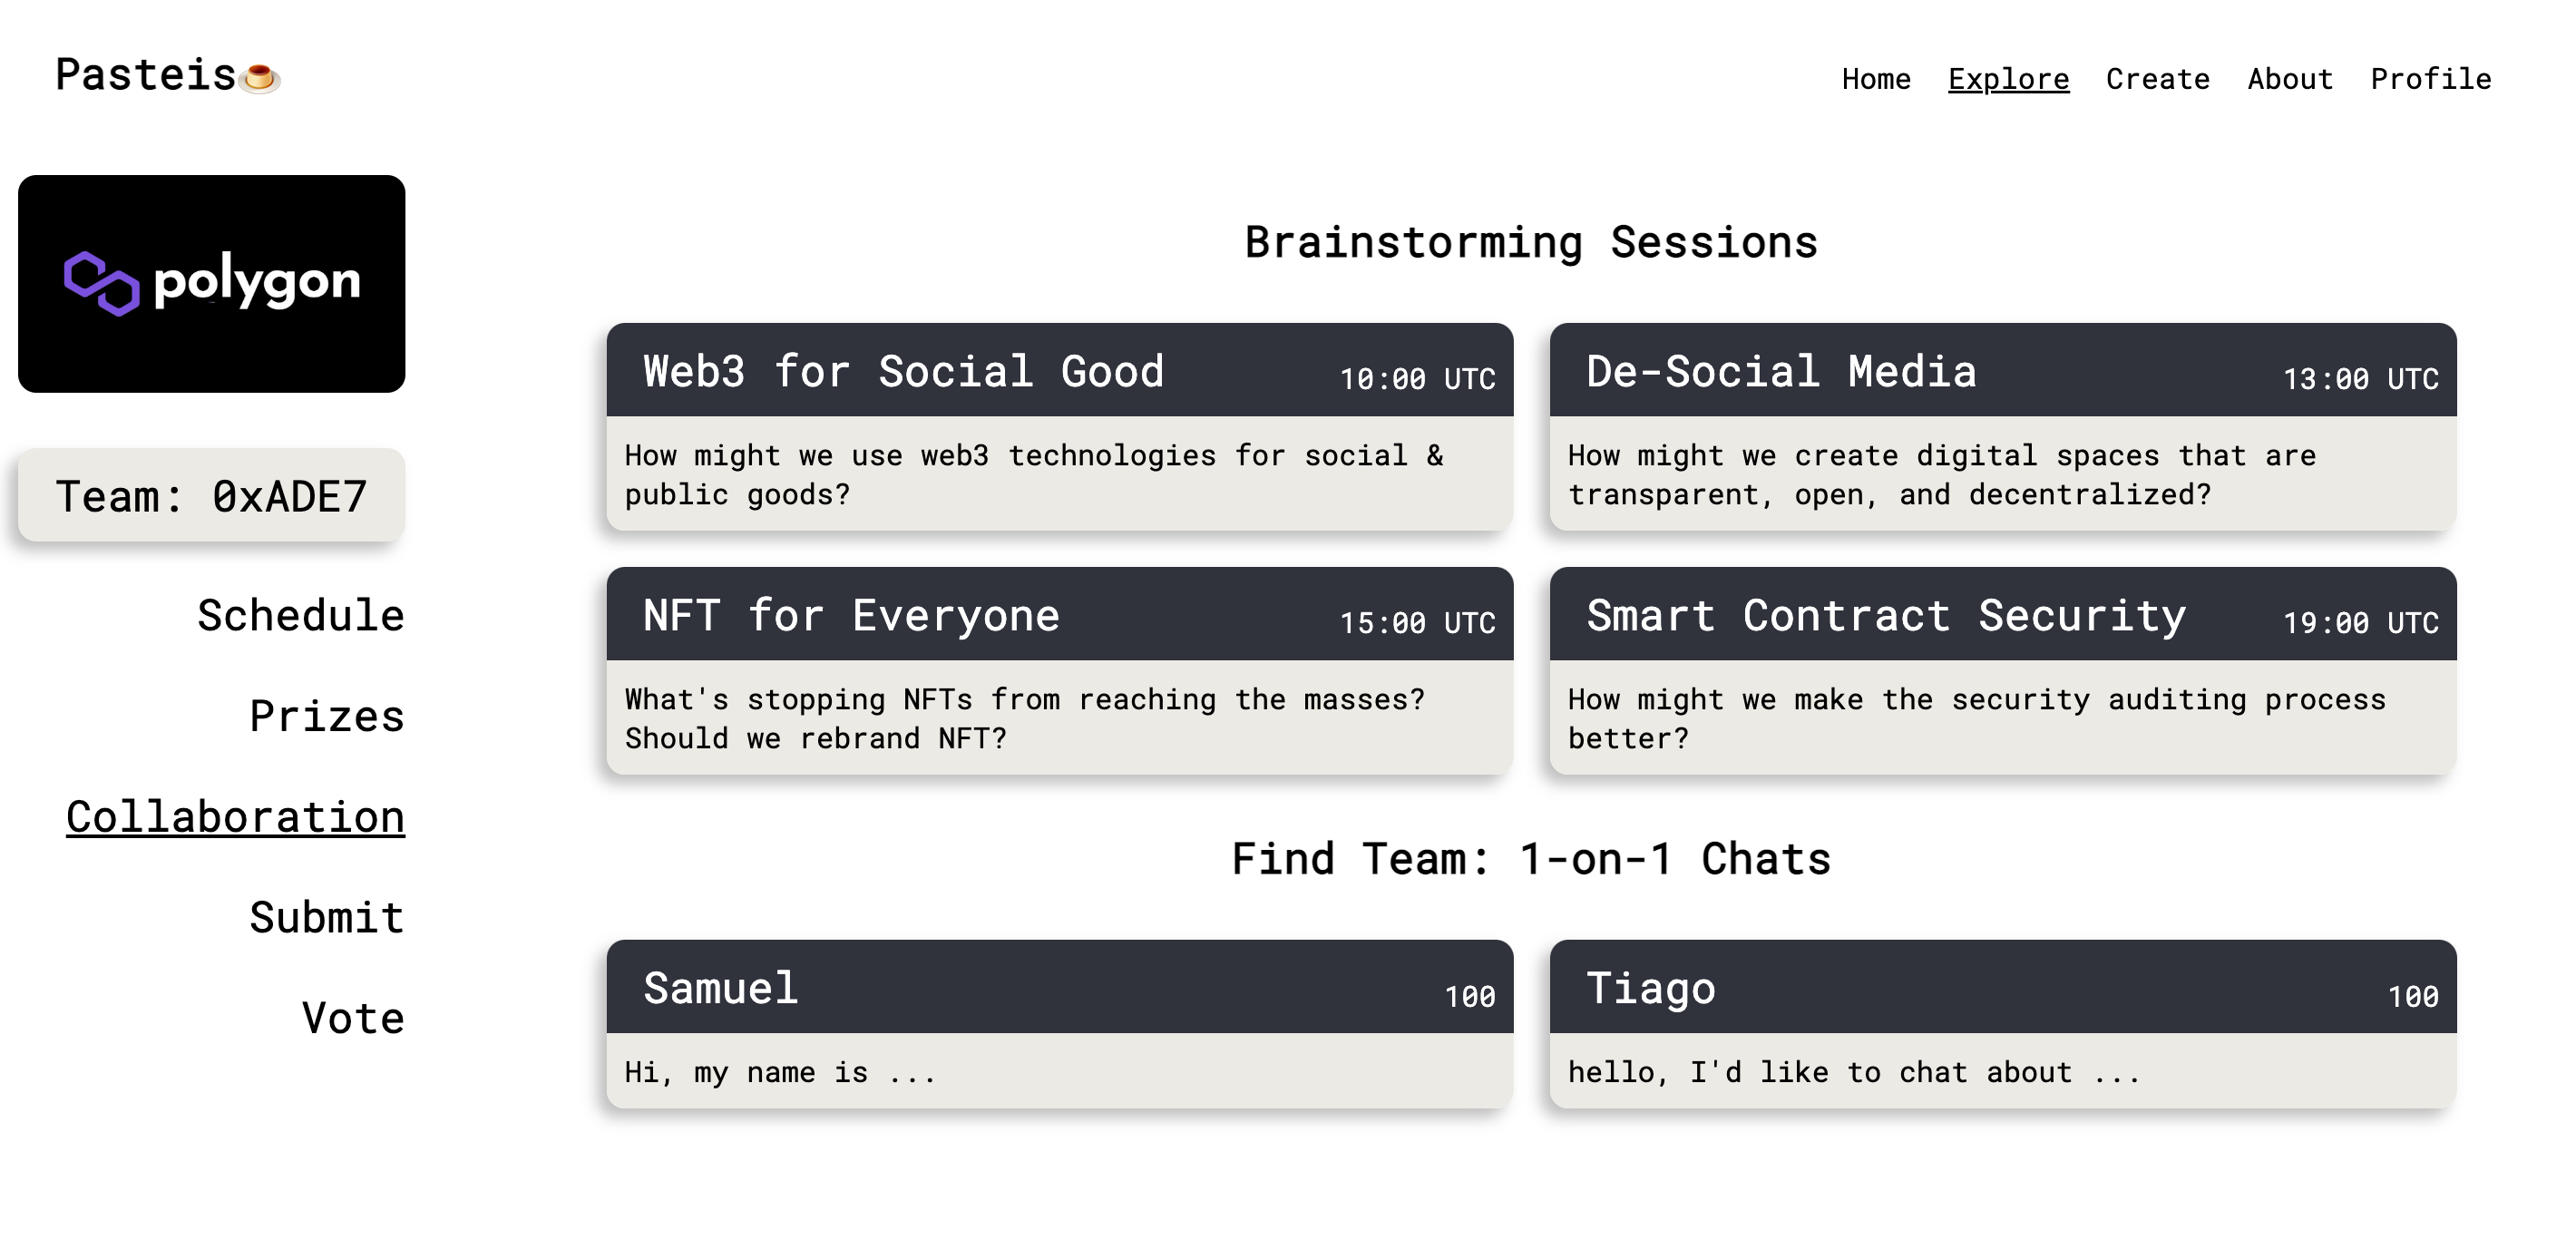 Pasteis
Home Explore Create About Profile
polygon
Team: 0xADE7
Schedule
Prizes
Collaboration
Submit
Vote
Brainstorming Sessions
Web3 for Social Good 10:00 UTC
How might we use web3 technologies for social &
public goods?
De-Social Media 13:00 UTC
How might we create digital spaces that are
transparent, open, and decentralized?
NFT for Everyone 15:00 UTC
What's stopping NFTs from reaching the masses?
Should we rebrand NFT?
Smart Contract Security 19:00 UTC
How might we make the security auditing process
better?
Find Team: 1-on-1 Chats
Samuel 100
Hi, my name is ...
Tiago 100
hello, I'd like to chat about ...